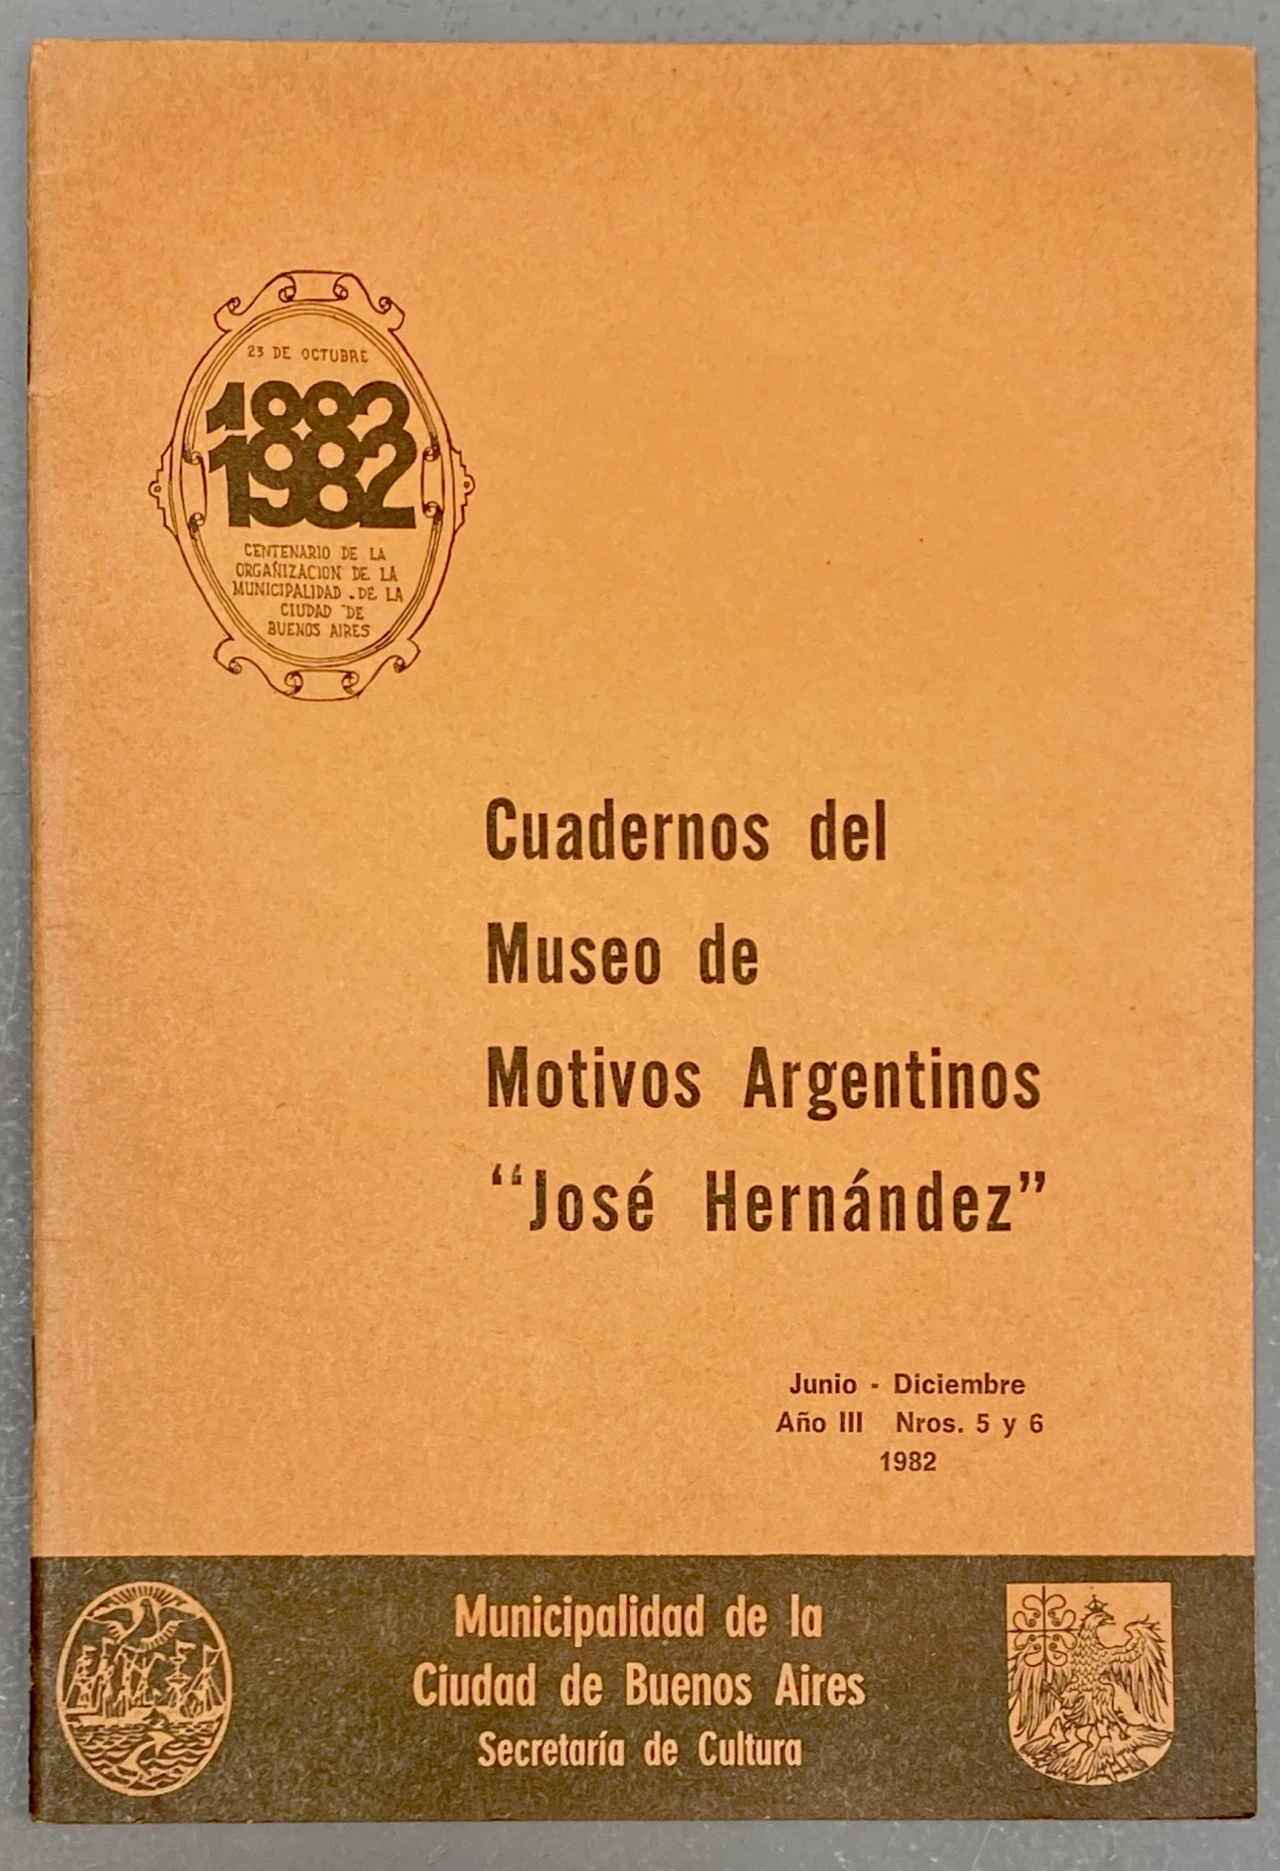 23 DE OCTUBRE
1882
1982
CENTENARIO DE LA
ORGAÑIZACION DE LA
MUNICIPALIDAD . DE LA
CIUDAD DE
BUENOS AIRES
Cuadernos del
Museo de
Motivos Argentinos
“José Hernández”
Junio - Diciembre
Año III Nros. 5 y 6
1982
Municipalidad de la
Ciudad de Buenos Aires
Secretaría de Cultura